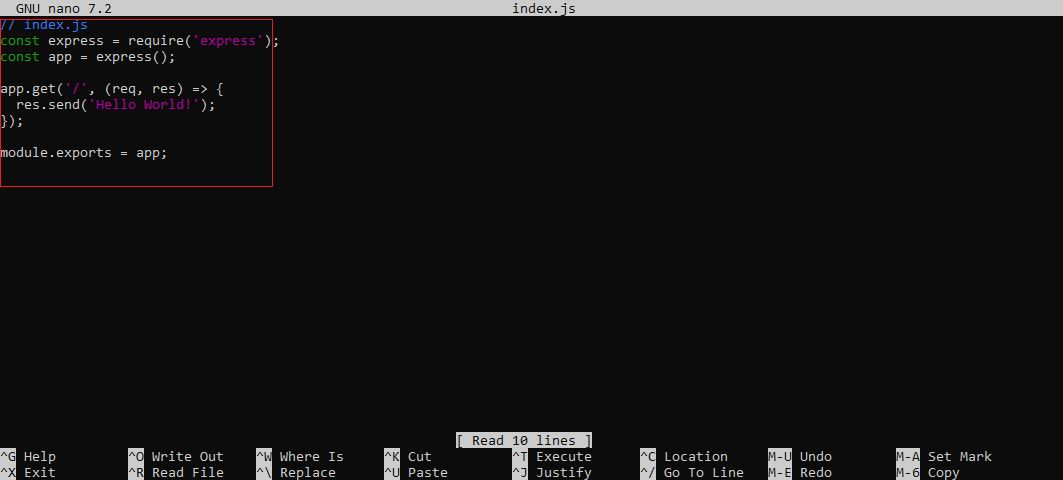 GNU nano 7.2 index.js
// index.js
const express = require('express');
const app = express();
app.get('/', (req, res) => {
  res.send('Hello World!');
});
module.exports = app;
[ Read 10 lines ]
^G Help ^O Write Out ^W Where Is ^K Cut ^T Execute ^C Location M-U Undo M-A Set Mark
^X Exit ^R Read File ^\ Replace ^U Paste ^J Justify ^/ Go To Line M-E Redo M-6 Copy